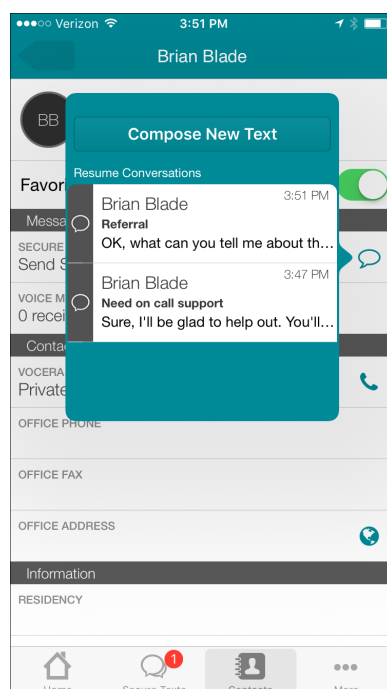 Verizon 3:51 PM
Brian Blade
BB
Compose New Text
Resume Conversations
Favori
3:51 PM
Brian Blade
Referral
OK, what can you tell me about th...
3:47 PM
Brian Blade
Need on call support
Sure, I'll be glad to help out. You'll...
Messa
SECURE
Send S
VOICE M
0 recei
Conta
VOCERA
Private
OFFICE PHONE
OFFICE FAX
OFFICE ADDRESS
Information
RESIDENCY
1
Home Secure Texts Contacts More